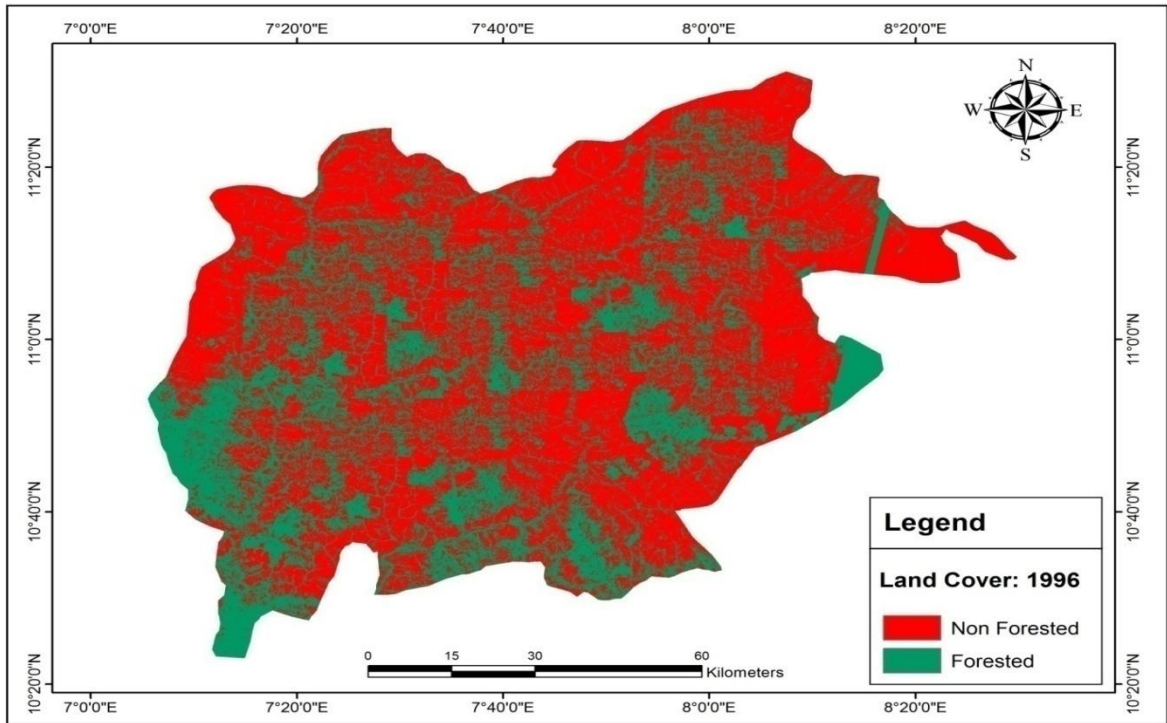 7°0'0"E 7°20'0"E 7°40'0"E 8°0'0"E 8°20'0"E
N
W E
S
11°20'0"N 11°20'0"N
11°0'0"N 11°0'0"N
10°40'0"N 10°40'0"N
10°20'0"N 10°20'0"N
Legend
Land Cover: 1996
Non Forested
Forested
0 15 30 60
Kilometers
7°0'0"E 7°20'0"E 7°40'0"E 8°0'0"E 8°20'0"E